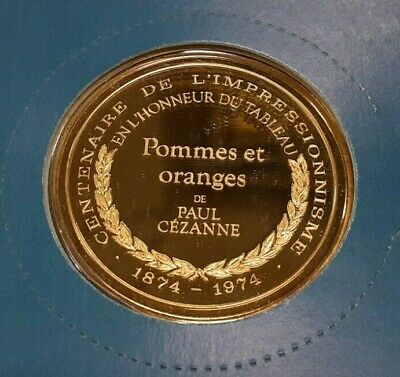 · CENTENAIRE DE L'IMPRESSIONNISME ·
EN L'HONNEUR DU TABLEAU
Pommes et
oranges
DE
PAUL
CÉZANNE
1874 – 1974